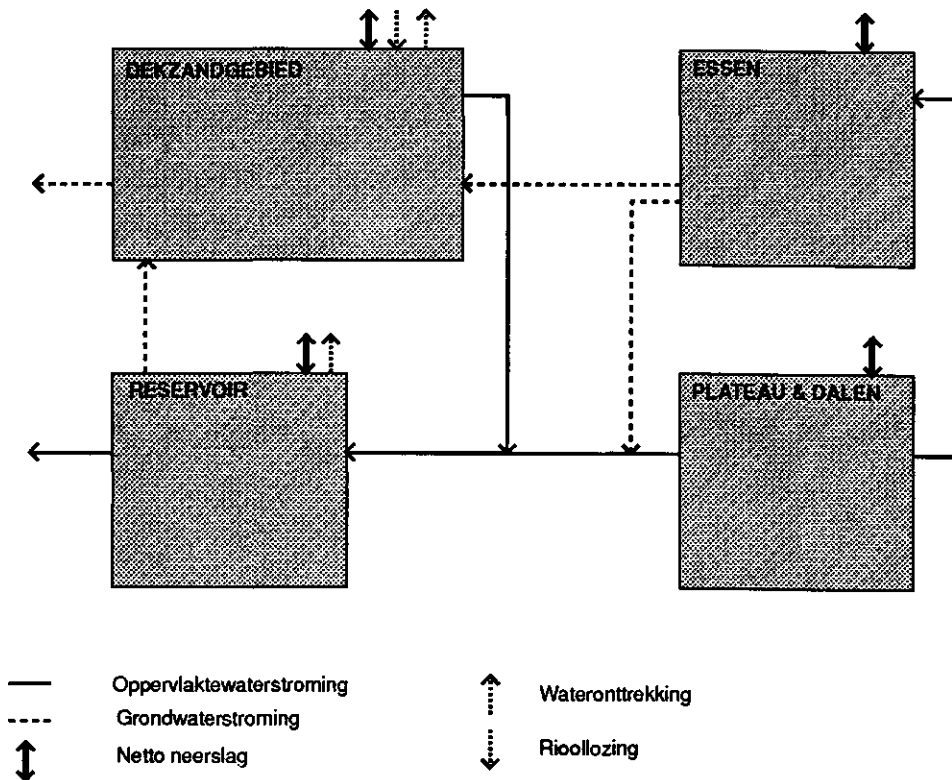 DEKZANDGEBIED
ESSEN
RESERVOIR
PLATEAU & DALEN
Oppervlaktewaterstroming
Grondwaterstroming
Netto neerslag
Wateronttrekking
Rioollozing